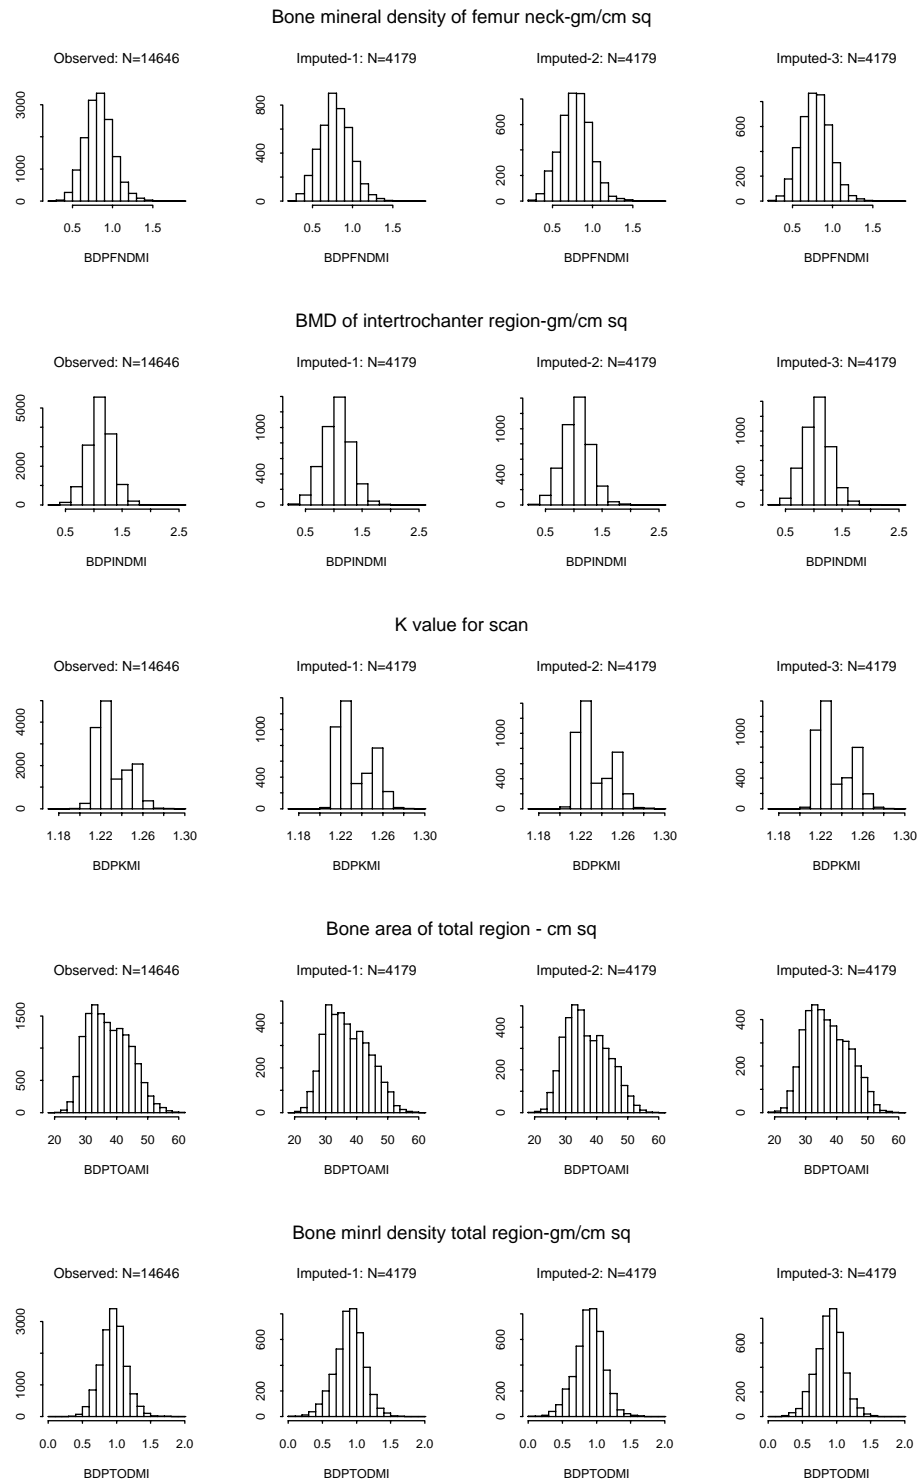 Bone mineral density of femur neck-gm/cm sq
Observed: N=14646 Imputed-1: N=4179 Imputed-2: N=4179 Imputed-3: N=4179
0 1000 3000 0 400 800 0 200 600 0 200 600
0.5 1.0 1.5 0.5 1.0 1.5 0.5 1.0 1.5 0.5 1.0 1.5
BDPFNDMI BDPFNDMI BDPFNDMI BDPFNDMI
BMD of intertrochanter region-gm/cm sq
Observed: N=14646 Imputed-1: N=4179 Imputed-2: N=4179 Imputed-3: N=4179
0 2000 5000 0 400 1000 0 400 1000 0 400 1000
0.5 1.5 2.5 0.5 1.5 2.5 0.5 1.5 2.5 0.5 1.5 2.5
BDPINDMI BDPINDMI BDPINDMI BDPINDMI
K value for scan
Observed: N=14646 Imputed-1: N=4179 Imputed-2: N=4179 Imputed-3: N=4179
0 2000 4000 0 400 1000 0 400 1000 0 400 1000
1.18 1.22 1.26 1.30 1.18 1.22 1.26 1.30 1.18 1.22 1.26 1.30 1.18 1.22 1.26 1.30
BDPKMI BDPKMI BDPKMI BDPKMI
Bone area of total region - cm sq
Observed: N=14646 Imputed-1: N=4179 Imputed-2: N=4179 Imputed-3: N=4179
0 500 1500 0 200 400 0 200 400 0 200 400
20 30 40 50 60 20 30 40 50 60 20 30 40 50 60 20 30 40 50 60
BDPTOAMI BDPTOAMI BDPTOAMI BDPTOAMI
Bone minrl density total region-gm/cm sq
Observed: N=14646 Imputed-1: N=4179 Imputed-2: N=4179 Imputed-3: N=4179
0 1000 3000 0 200 600 0 200 600 0 200 600
0.0 0.5 1.0 1.5 2.0 0.0 0.5 1.0 1.5 2.0 0.0 0.5 1.0 1.5 2.0 0.0 0.5 1.0 1.5 2.0
BDPTODMI BDPTODMI BDPTODMI BDPTODMI